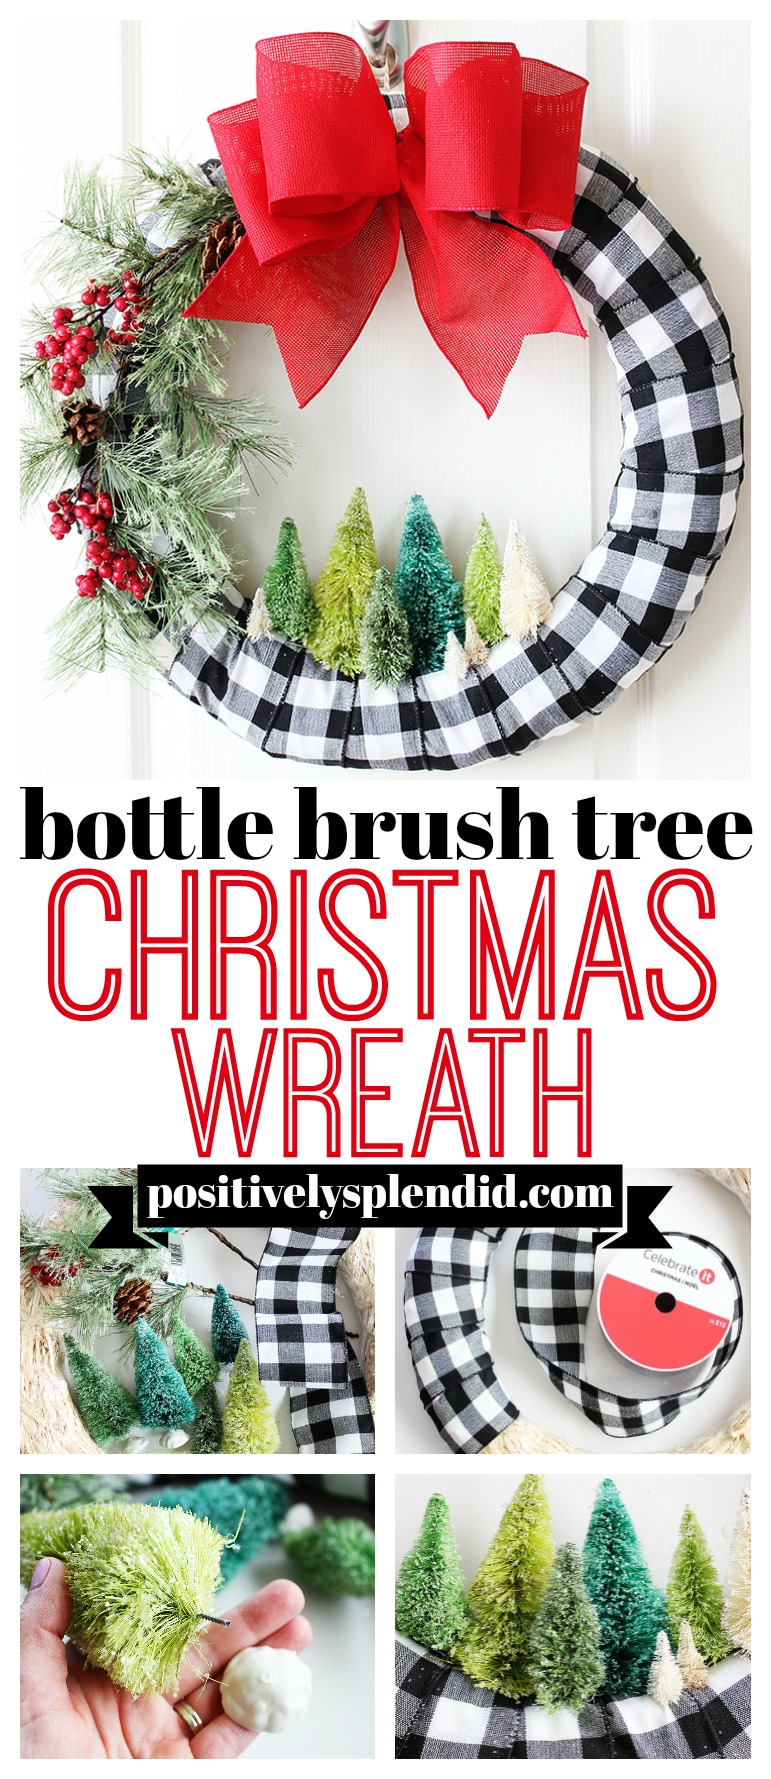 bottle brush tree
CHRISTMAS
WREATH
positivelysplendid.com
Celebrate it
CHRISTMAS | NOËL